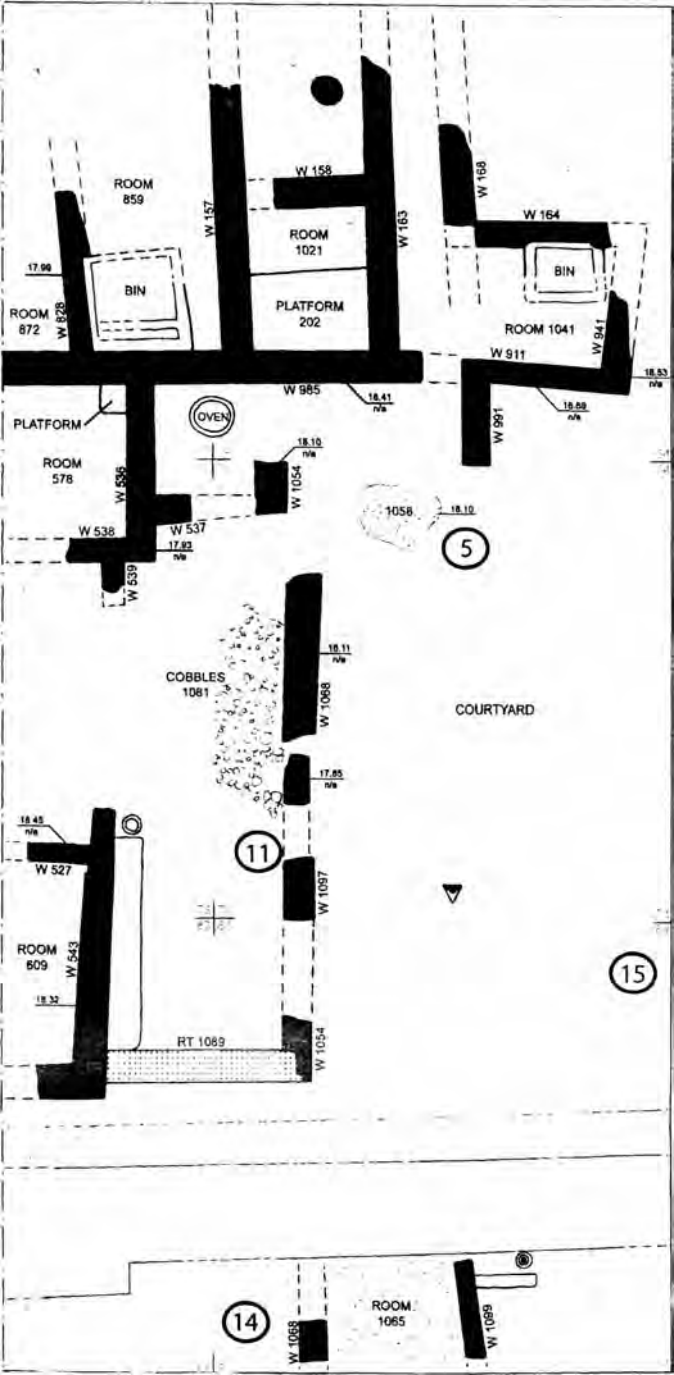 W 158
W 168
ROOM
859
W 157
W 163
W 164
ROOM
1021
17.99
BIN
BIN
ROOM
872
W 828
PLATFORM
202
ROOM 1041
W 941
W 911
W 985
18.41
n/a
18.53
n/a
18.69
n/a
PLATFORM
OVEN
W 991
ROOM
578
W 536
18.10
n/a
W 1054
1058
18.10
W 537
W 538
17.93
n/a
5
W 539
COBBLES
1081
18.11
n/a
W 1068
COURTYARD
17.85
n/a
18.45
n/a
W 527
11
W 1097
ROOM
609
W 543
15
18.32
RT 1089
W 1054
14
W 1068
ROOM
1065
W 1099